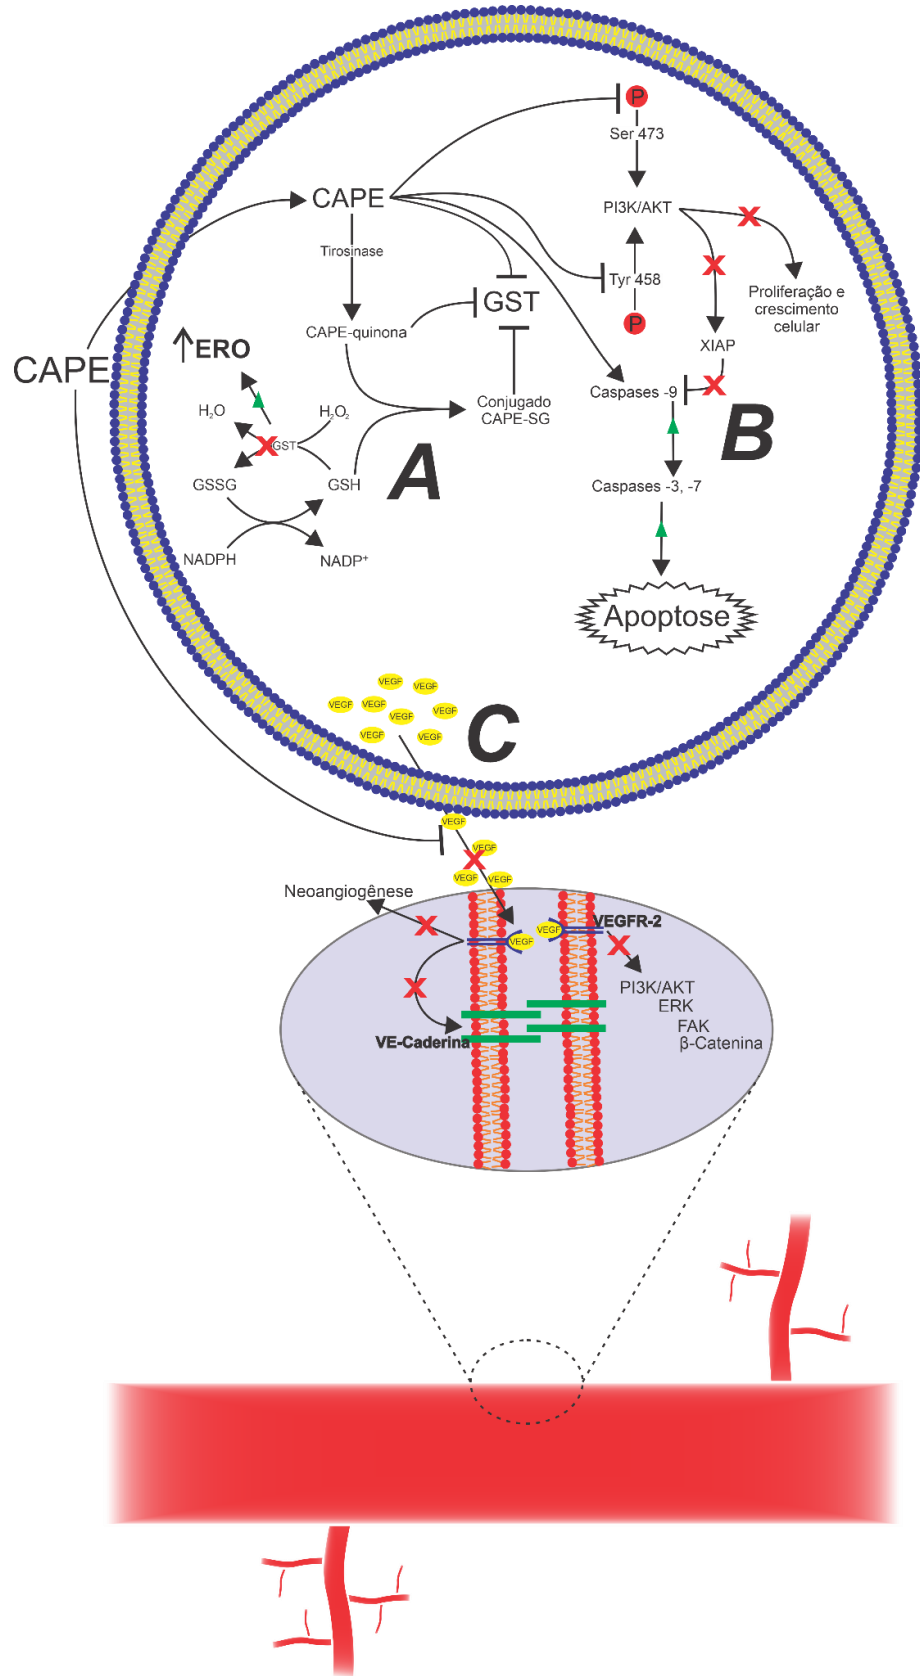 P
Ser 473
CAPE
PI3K/AKT
Tirosinase
Tyr 458
GST
Proliferação e
crescimento
celular
P
CAPE-quinona
XIAP
↑ERO
CAPE
Caspases -9
Conjugado
CAPE-SG
H₂O
H₂O₂
B
GST
A
GSSG
GSH
Caspases -3, -7
NADPH
NADP⁺
Apoptose
VEGF
VEGF
VEGF
VEGF
VEGF
VEGF
VEGF
VEGF
C
VEGF
VEGF
VEGF
VEGF
Neoangiogênese
VEGFR-2
VEGF
VEGF
PI3K/AKT
ERK
FAK
β-Catenina
VE-Caderina